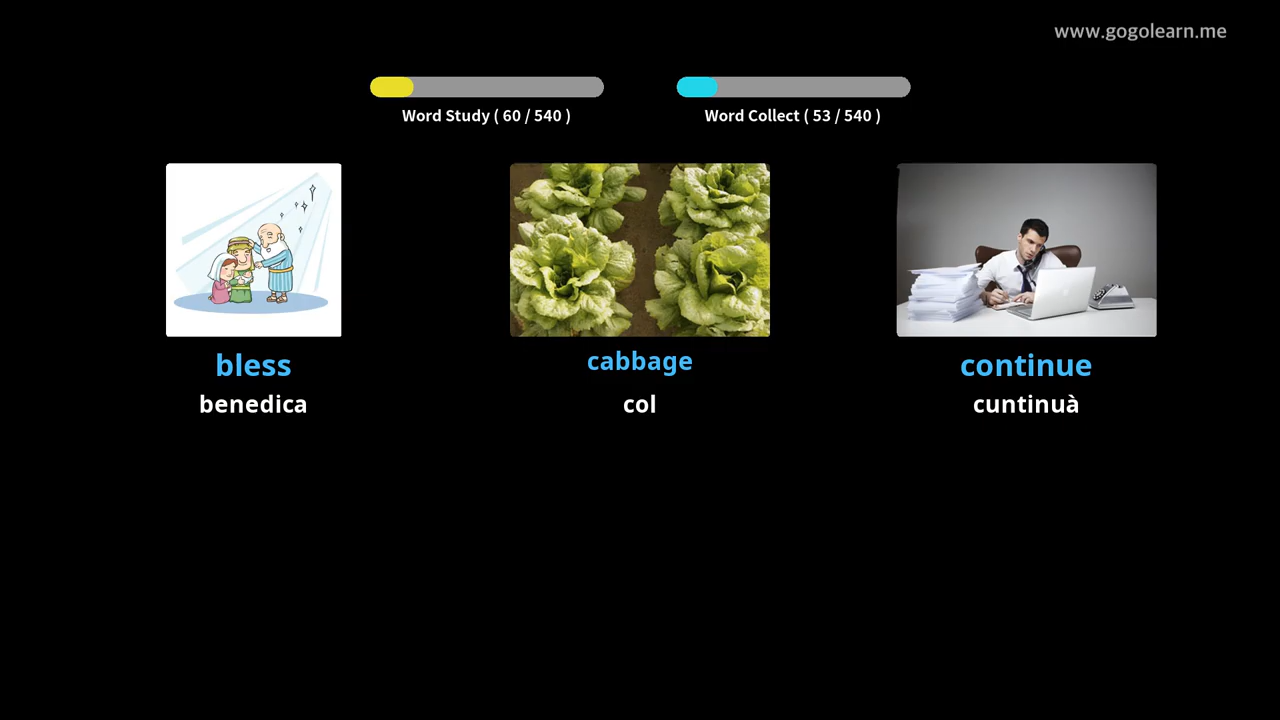 www.gogolearn.me
Word Study ( 60 / 540 )
Word Collect ( 53 / 540 )
bless
cabbage
continue
benedica
col
cuntinuà